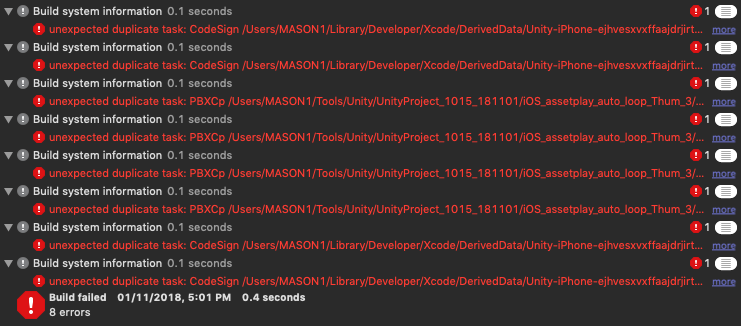 Build system information 0.1 seconds 1
unexpected duplicate task: CodeSign /Users/MASON1/Library/Developer/Xcode/DerivedData/Unity-iPhone-ejhvesxvxffaajdrjirt... more
Build system information 0.1 seconds 1
unexpected duplicate task: CodeSign /Users/MASON1/Library/Developer/Xcode/DerivedData/Unity-iPhone-ejhvesxvxffaajdrjirt... more
Build system information 0.1 seconds 1
unexpected duplicate task: PBXCp /Users/MASON1/Tools/Unity/UnityProject_1015_181101/iOS_assetplay_auto_loop_Thum_3/... more
Build system information 0.1 seconds 1
unexpected duplicate task: PBXCp /Users/MASON1/Tools/Unity/UnityProject_1015_181101/iOS_assetplay_auto_loop_Thum_3/... more
Build system information 0.1 seconds 1
unexpected duplicate task: PBXCp /Users/MASON1/Tools/Unity/UnityProject_1015_181101/iOS_assetplay_auto_loop_Thum_3/... more
Build system information 0.1 seconds 1
unexpected duplicate task: PBXCp /Users/MASON1/Tools/Unity/UnityProject_1015_181101/iOS_assetplay_auto_loop_Thum_3/... more
Build system information 0.1 seconds 1
unexpected duplicate task: CodeSign /Users/MASON1/Library/Developer/Xcode/DerivedData/Unity-iPhone-ejhvesxvxffaajdrjirt... more
Build system information 0.1 seconds 1
unexpected duplicate task: CodeSign /Users/MASON1/Library/Developer/Xcode/DerivedData/Unity-iPhone-ejhvesxvxffaajdrjirt... more
Build failed 01/11/2018, 5:01 PM 0.4 seconds
8 errors